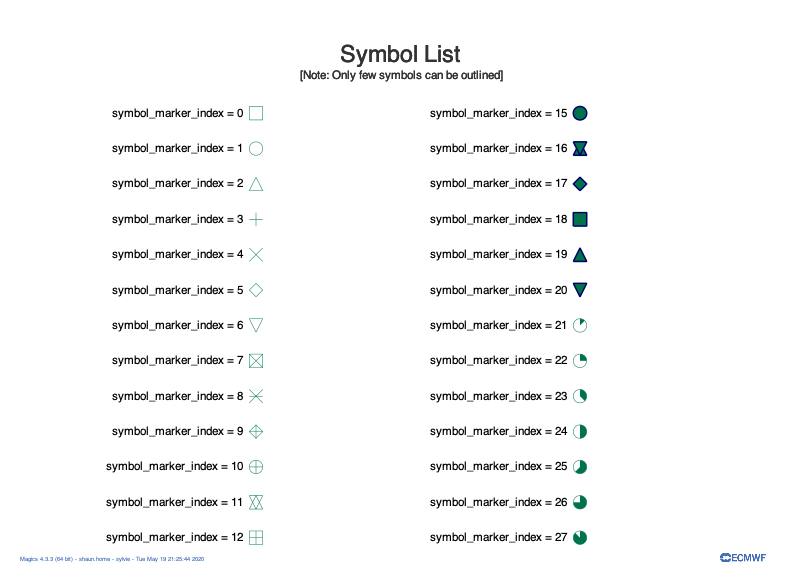 Symbol List
[Note: Only few symbols can be outlined]
symbol_marker_index = 0
symbol_marker_index = 1
symbol_marker_index = 2
symbol_marker_index = 3
symbol_marker_index = 4
symbol_marker_index = 5
symbol_marker_index = 6
symbol_marker_index = 7
symbol_marker_index = 8
symbol_marker_index = 9
symbol_marker_index = 10
symbol_marker_index = 11
symbol_marker_index = 12
symbol_marker_index = 15
symbol_marker_index = 16
symbol_marker_index = 17
symbol_marker_index = 18
symbol_marker_index = 19
symbol_marker_index = 20
symbol_marker_index = 21
symbol_marker_index = 22
symbol_marker_index = 23
symbol_marker_index = 24
symbol_marker_index = 25
symbol_marker_index = 26
symbol_marker_index = 27
Magics 4.3.3 (64 bit) - shaun.home - sylvie - Tue May 19 21:25:44 2020
ECMWF